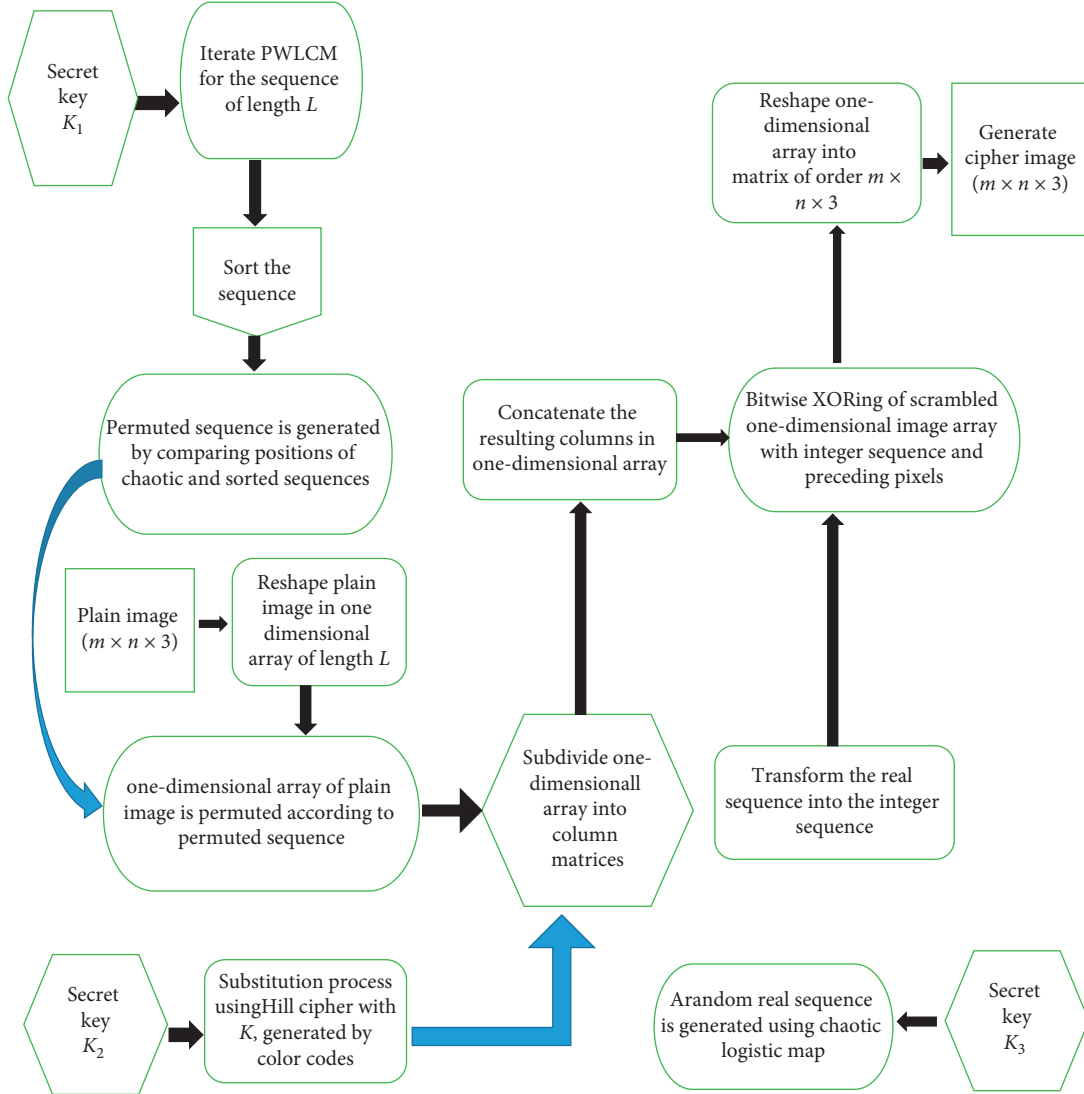 Secret
key
K1
Iterate PWLCM
for the sequence
of length L
Sort the
sequence
Permuted sequence is generated
by comparing positions of
chaotic and sorted sequences
Plain image
(m × n × 3)
Reshape plain
image in one
dimensional
array of length L
one-dimensional array of plain
image is permuted according to
permuted sequence
Secret
key
K2
Substitution process
usingHill cipher with
K, generated by
color codes
Subdivide one-
dimensionall
array into
column
matrices
Concatenate the
resulting columns in
one-dimensional array
Reshape one-
dimensional
array into
matrix of order m ×
n × 3
Generate
cipher image
(m × n × 3)
Bitwise XORing of scrambled
one-dimensional image array
with integer sequence and
preceding pixels
Transform the real
sequence into the integer
sequence
Arandom real sequence
is generated using chaotic
logistic map
Secret
key
K3